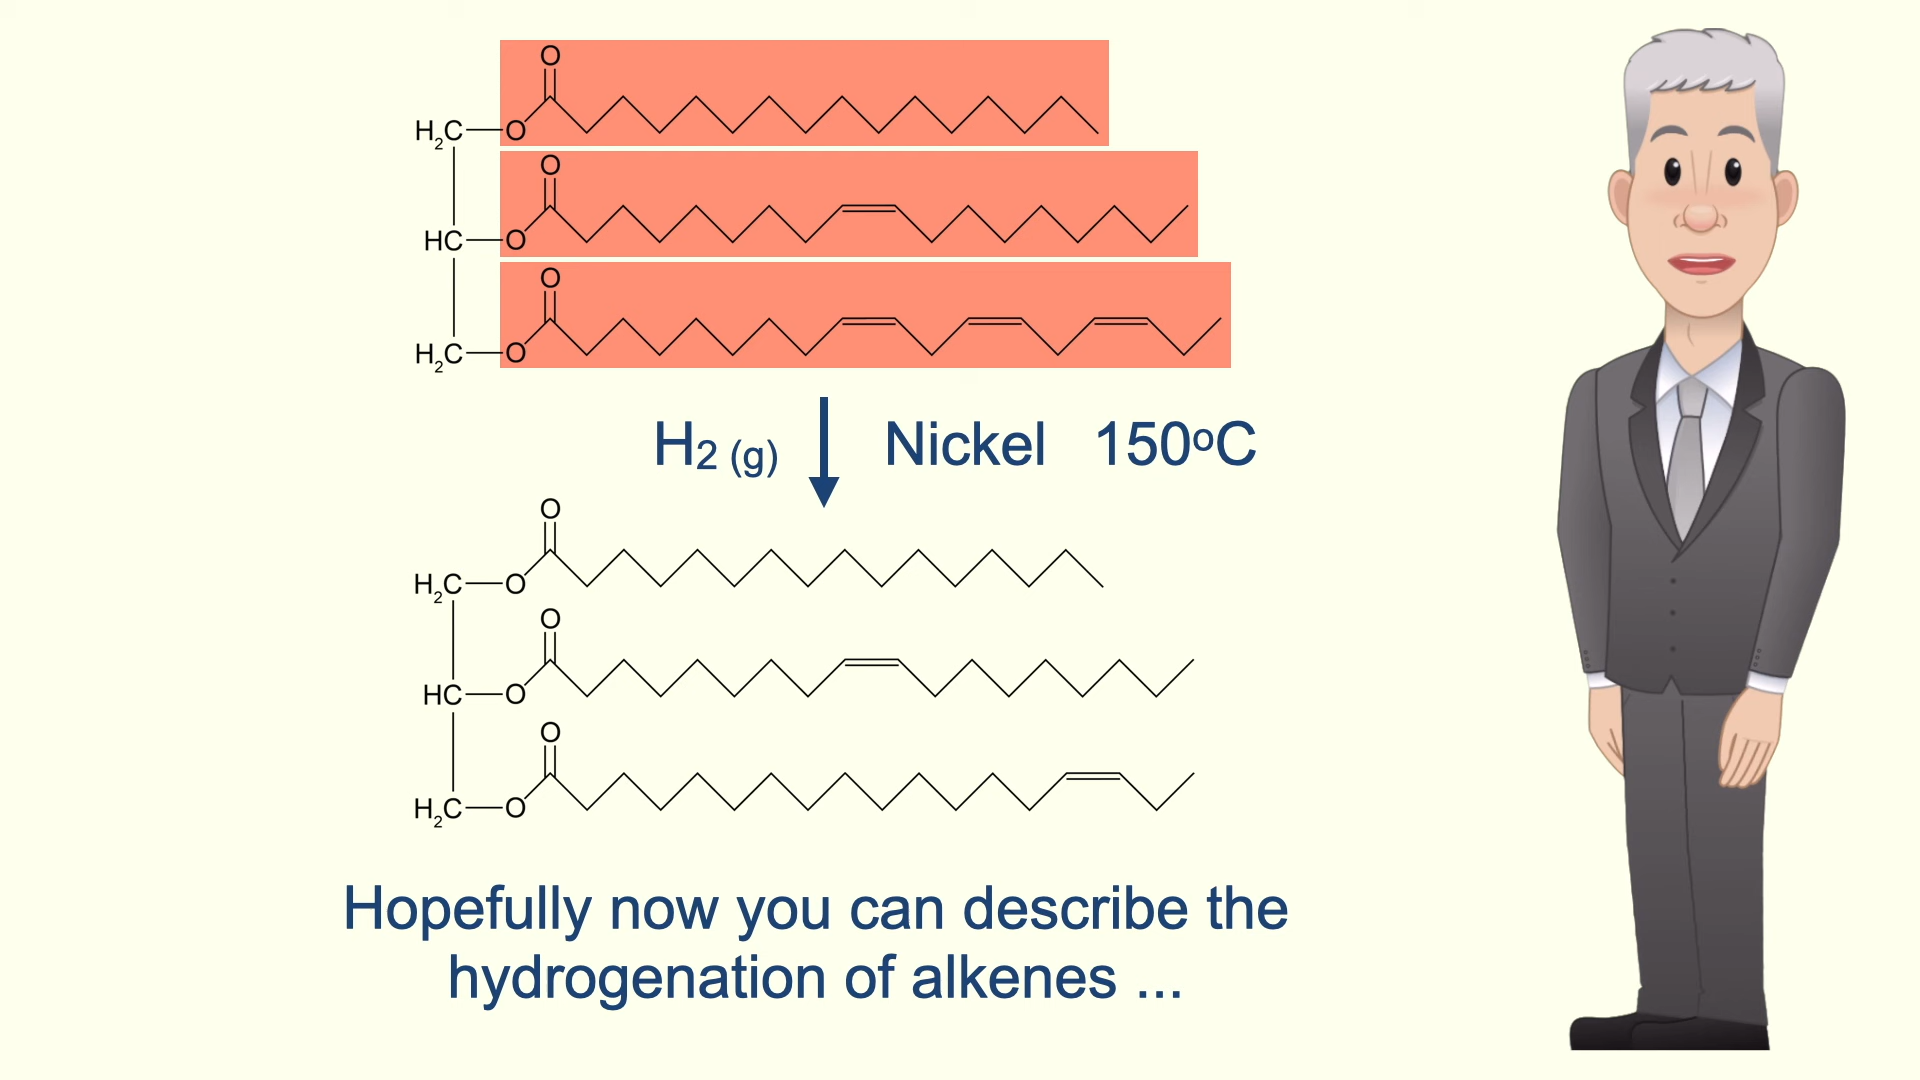 O
H₂C O
O
HC O
O
H₂C O
H₂ (g) Nickel 150ºC
O
H₂C O
O
HC O
O
H₂C O
Hopefully now you can describe the
hydrogenation of alkenes ...